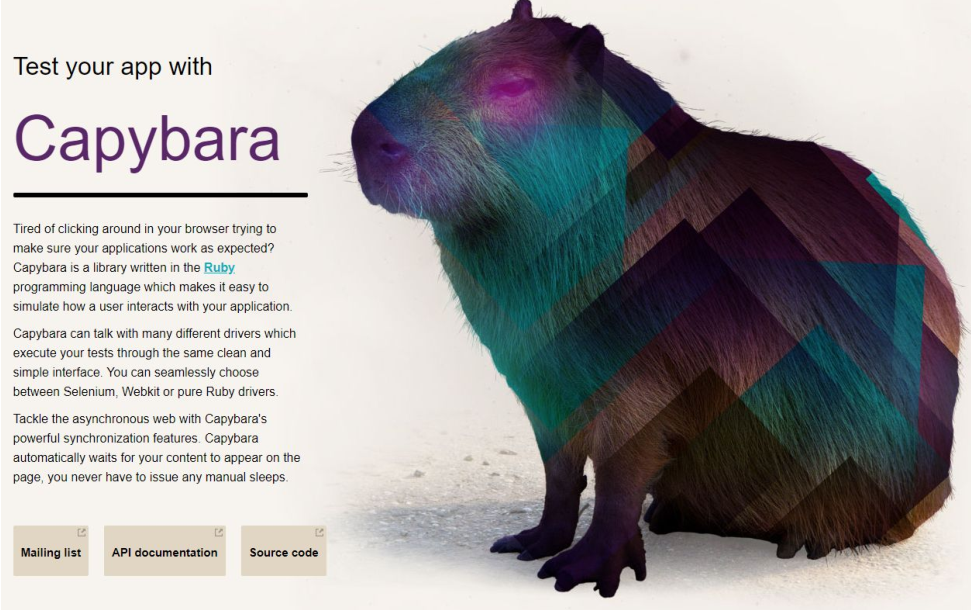 Test your app with
Capybara
Tired of clicking around in your browser trying to
make sure your applications work as expected?
Capybara is a library written in the Ruby
programming language which makes it easy to
simulate how a user interacts with your application.
Capybara can talk with many different drivers which
execute your tests through the same clean and
simple interface. You can seamlessly choose
between Selenium, Webkit or pure Ruby drivers.
Tackle the asynchronous web with Capybara's
powerful synchronization features. Capybara
automatically waits for your content to appear on the
page, you never have to issue any manual sleeps.
Mailing list
API documentation
Source code